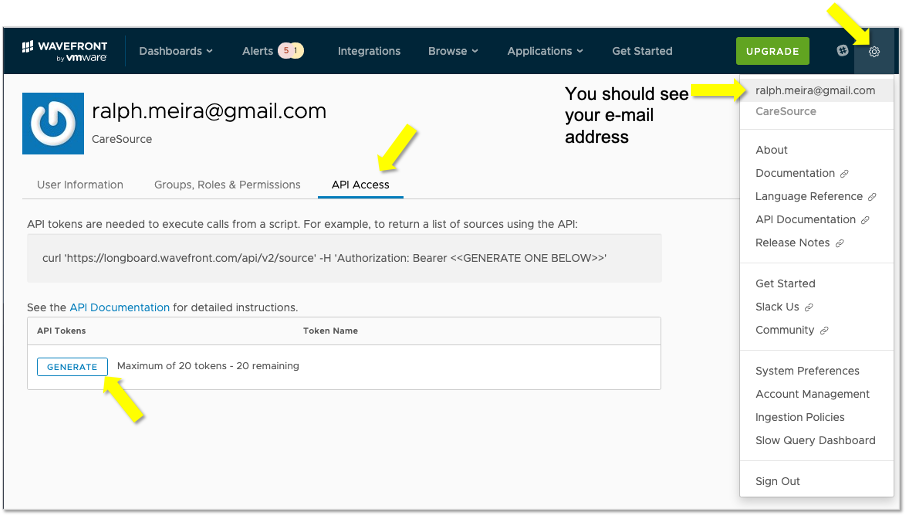 WAVEFRONT
by vmware
Dashboards
Alerts 5 1
Integrations
Browse
Applications
Get Started
UPGRADE
ralph.meira@gmail.com
CareSource
You should see
your e-mail
address
ralph.meira@gmail.com
CareSource
About
Documentation
Language Reference
API Documentation
Release Notes
Get Started
Slack Us
Community
System Preferences
Account Management
Ingestion Policies
Slow Query Dashboard
Sign Out
User Information
Groups, Roles & Permissions
API Access
API tokens are needed to execute calls from a script. For example, to return a list of sources using the API:
curl 'https://longboard.wavefront.com/api/v2/source' -H 'Authorization: Bearer <<GENERATE ONE BELOW>>'
See the API Documentation for detailed instructions.
API Tokens
Token Name
GENERATE
Maximum of 20 tokens - 20 remaining